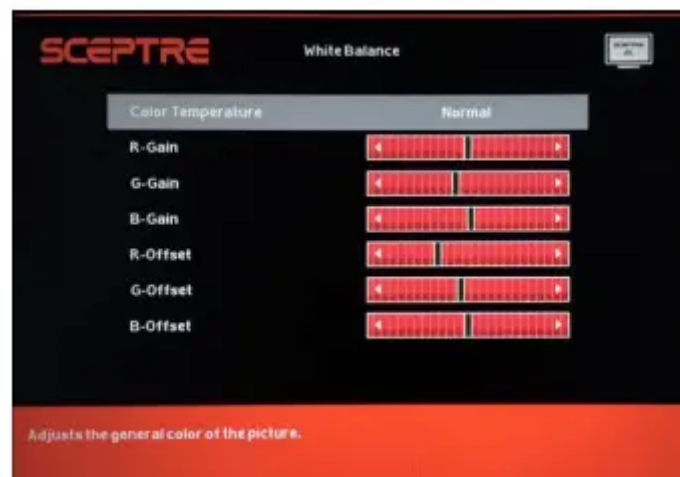 SCEPTRE
White Balance
Color Temperature Normal
R-Gain
G-Gain
B-Gain
R-Offset
G-Offset
B-Offset
Adjusts the general color of the picture.